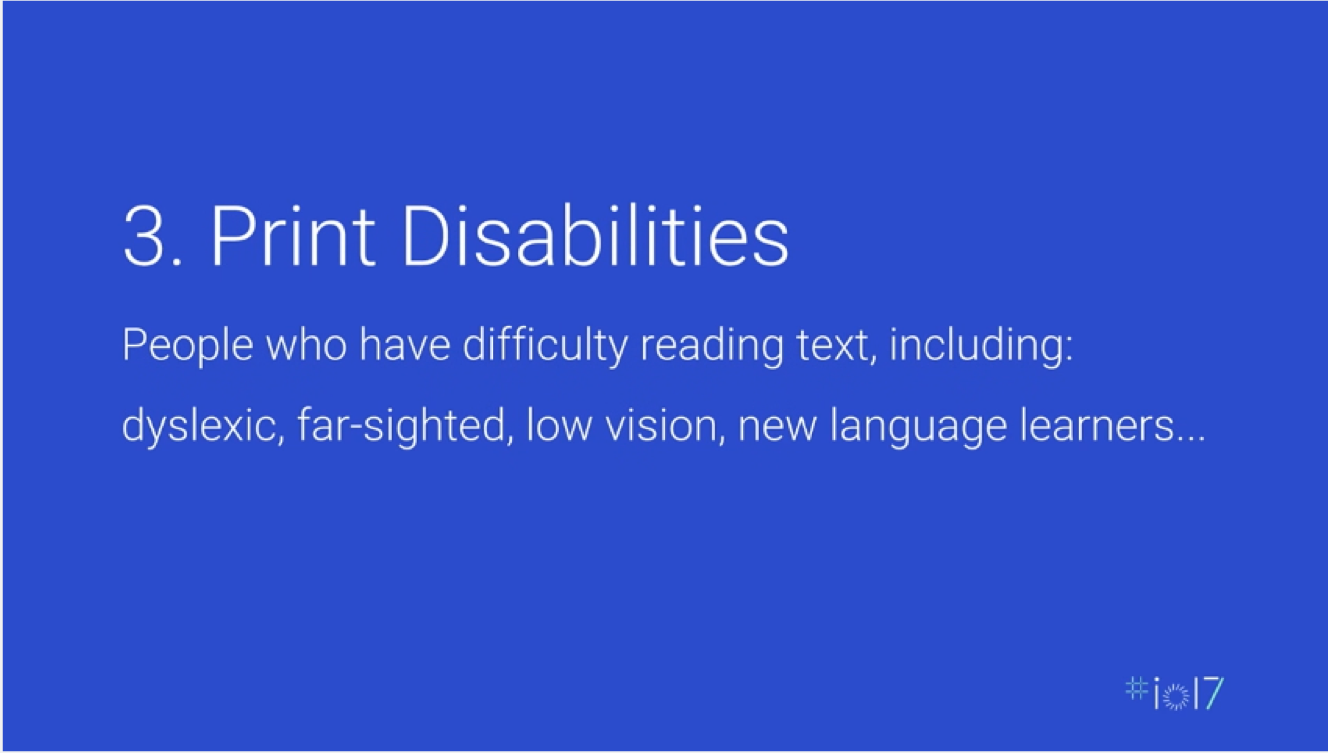 3. Print Disabilities
People who have difficulty reading text, including:
dyslexic, far-sighted, low vision, new language learners...
#io17